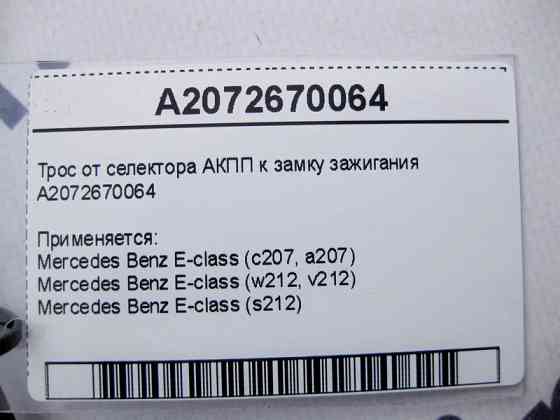 A2072670064
Трос от селектора АКПП к замку зажигания
A2072670064
Применяется:
Mercedes Benz E-class (c207, a207)
Mercedes Benz E-class (w212, v212)
Mercedes Benz E-class (s212)